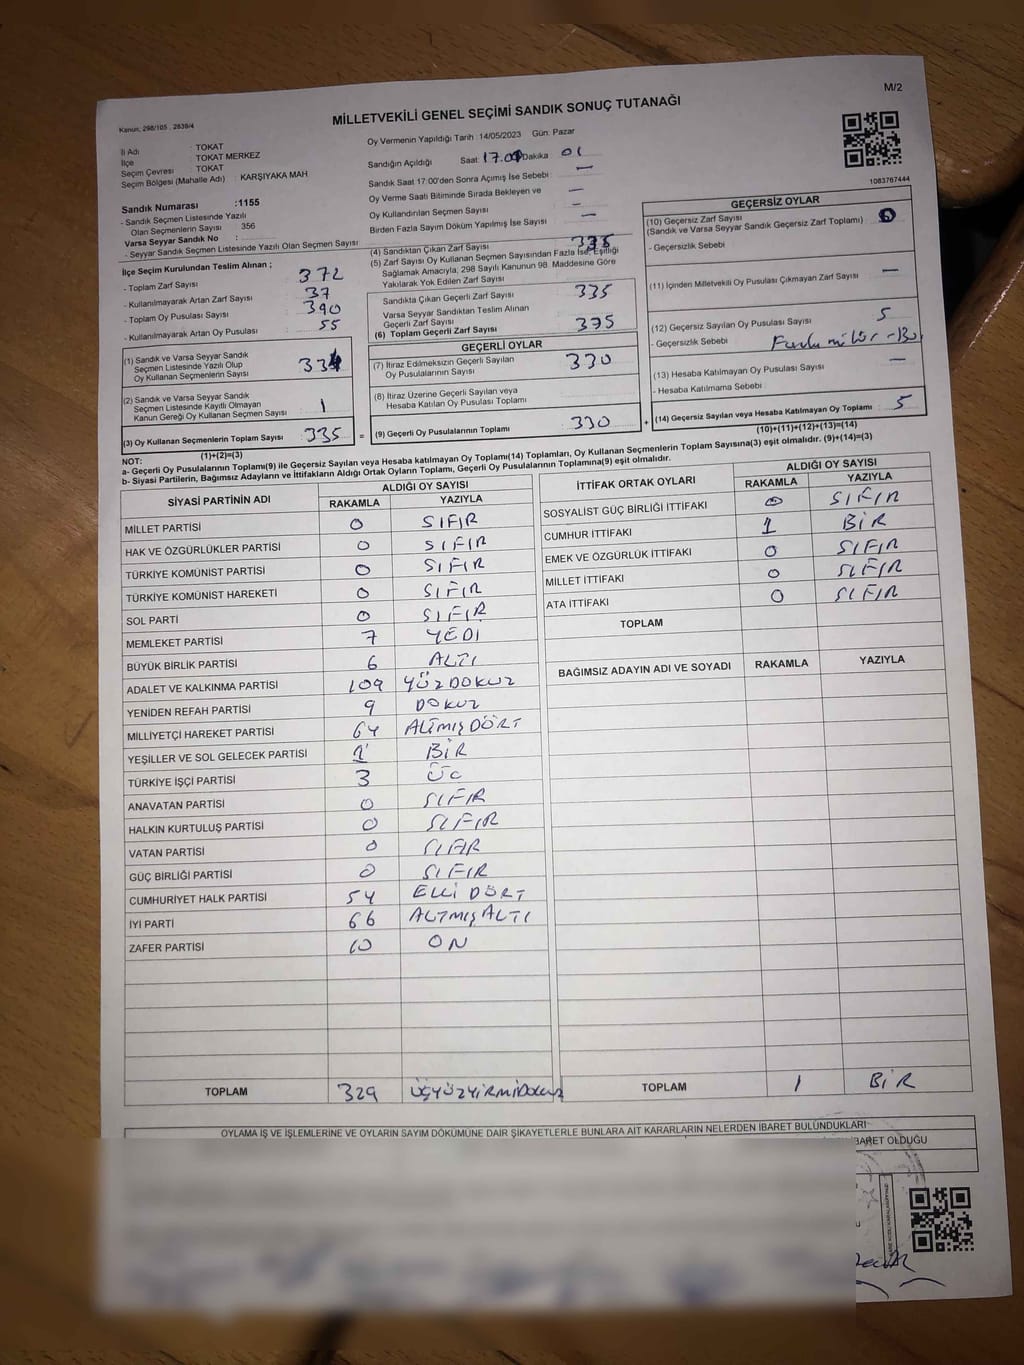 M/2
Kanun; 298/105 , 2839/4
MİLLETVEKİLİ GENEL SEÇİMİ SANDIK SONUÇ TUTANAĞI
İl Adı : TOKAT
İlçe : TOKAT MERKEZ
Seçim Çevresi : TOKAT
Seçim Bölgesi (Mahalle Adı) : KARŞIYAKA MAH
Sandık Numarası :1155
- Sandık Seçmen Listesinde Yazılı
Olan Seçmenlerin Sayısı 356
Varsa Seyyar Sandık No :
- Seyyar Sandık Seçmen Listesinde Yazılı Olan Seçmen Sayısı
Oy Vermenin Yapıldığı Tarih : 14/05/2023 Gün. Pazar
Sandığın Açıldığı Saat: 17.00 Dakika 01
Sandık Saat 17:00'den Sonra Açımış İse Sebebi : —
Oy Verme Saati Bitiminde Sırada Bekleyen ve —
Oy Kullandırılan Seçmen Sayısı -
Birden Fazla Sayım Döküm Yapılmış İse Sayısı —
1083767444
İlçe Seçim Kurulundan Teslim Alınan ;
- Toplam Zarf Sayısı 372
- Kullanılmayarak Artan Zarf Sayısı 37
- Toplam Oy Pusulası Sayısı 390
- Kullanılmayarak Artan Oy Pusulası 55
(1) Sandık ve Varsa Seyyar Sandık
Seçmen Listesinde Yazılı Olup
Oy Kullanan Seçmenlerin Sayısı 334
(2) Sandık ve Varsa Seyyar Sandık
Seçmen Listesinde Kayıtlı Olmayan
Kanun Gereği Oy Kullanan Seçmen Sayısı 1
(3) Oy Kullanan Seçmenlerin Toplam Sayısı 335 =
(1)+(2)=(3)
(4) Sandıktan Çıkan Zarf Sayısı 335
(5) Zarf Sayısı Oy Kullanan Seçmen Sayısından Fazla İse, Eşitliği
Sağlamak Amacıyla; 298 Sayılı Kanunun 98. Maddesine Göre
Yakılarak Yok Edilen Zarf Sayısı
Sandıkta Çıkan Geçerli Zarf Sayısı 335
Varsa Seyyar Sandıktan Teslim Alınan
Geçerli Zarf Sayısı
(6) Toplam Geçerli Zarf Sayısı 335
GEÇERLİ OYLAR
(7) İtiraz Edilmeksizin Geçerli Sayılan
Oy Pusulalarının Sayısı 330
(8) İtiraz Üzerine Geçerli Sayılan veya
Hesaba Katılan Oy Pusulası Toplamı
(9) Geçerli Oy Pusulalarının Toplamı 330 +
GEÇERSİZ OYLAR
(10) Geçersiz Zarf Sayısı
(Sandık ve Varsa Seyyar Sandık Geçersiz Zarf Toplamı)
- Geçersizlik Sebebi
(11) İçinden Milletvekili Oy Pusulası Çıkmayan Zarf Sayısı —
(12) Geçersiz Sayılan Oy Pusulası Sayısı 5
- Geçersizlik Sebebi
(13) Hesaba Katılmayan Oy Pusulası Sayısı —
- Hesaba Katılmama Sebebi :
(14) Geçersiz Sayılan veya Hesaba Katılmayan Oy Toplamı 5
(10)+(11)+(12)+(13)=(14)
NOT:
a- Geçerli Oy Pusulalarının Toplamı(9) ile Geçersiz Sayılan veya Hesaba katılmayan Oy Toplamı(14) Toplamları, Oy Kullanan Seçmenlerin Toplam Sayısına(3) eşit olmalıdır. (9)+(14)=(3)
b- Siyasi Partilerin, Bağımsız Adayların ve İttifakların Aldığı Ortak Oyların Toplamı, Geçerli Oy Pusulalarının Toplamına(9) eşit olmalıdır.
SİYASİ PARTİNİN ADI ALDIĞI OY SAYISI
RAKAMLA YAZIYLA
MİLLET PARTİSİ 0 SIFIR
HAK VE ÖZGÜRLÜKLER PARTİSİ 0 SIFIR
TÜRKİYE KOMÜNİST PARTİSİ 0 SIFIR
TÜRKİYE KOMÜNİST HAREKETİ 0 SIFIR
SOL PARTİ 0 SIFIR
MEMLEKET PARTİSİ 7 YEDİ
BÜYÜK BİRLİK PARTİSİ 6 ALTI
ADALET VE KALKINMA PARTİSİ 109 YÜZ DOKUZ
YENİDEN REFAH PARTİSİ 9 DOKUZ
MİLLİYETÇİ HAREKET PARTİSİ 64 ALTMIŞ DÖRT
YEŞİLLER VE SOL GELECEK PARTİSİ 1 BİR
TÜRKİYE İŞÇİ PARTİSİ 3 ÜÇ
ANAVATAN PARTİSİ 0 SIFIR
HALKIN KURTULUŞ PARTİSİ 0 SIFIR
VATAN PARTİSİ 0 SIFIR
GÜÇ BİRLİĞİ PARTİSİ 0 SIFIR
CUMHURİYET HALK PARTİSİ 54 ELLİ DÖRT
İYİ PARTİ 66 ALTMIŞ ALTI
ZAFER PARTİSİ 10 ON
TOPLAM 329 ÜÇYÜZYİRMİDOKUZ
İTTİFAK ORTAK OYLARI ALDIĞI OY SAYISI
RAKAMLA YAZIYLA
SOSYALİST GÜÇ BİRLİĞİ İTTİFAKI 0 SIFIR
CUMHUR İTTİFAKI 1 BİR
EMEK VE ÖZGÜRLÜK İTTİFAKI 0 SIFIR
MİLLET İTTİFAKI 0 SIFIR
ATA İTTİFAKI 0 SIFIR
TOPLAM
BAĞIMSIZ ADAYIN ADI VE SOYADI RAKAMLA YAZIYLA
TOPLAM 1 BİR
OYLAMA İŞ VE İŞLEMLERİNE VE OYLARIN SAYIM DÖKÜMÜNE DAİR ŞİKAYETLERLE BUNLARA AİT KARARLARIN NELERDEN İBARET BULUNDUKLARI
İBARET OLDUĞU